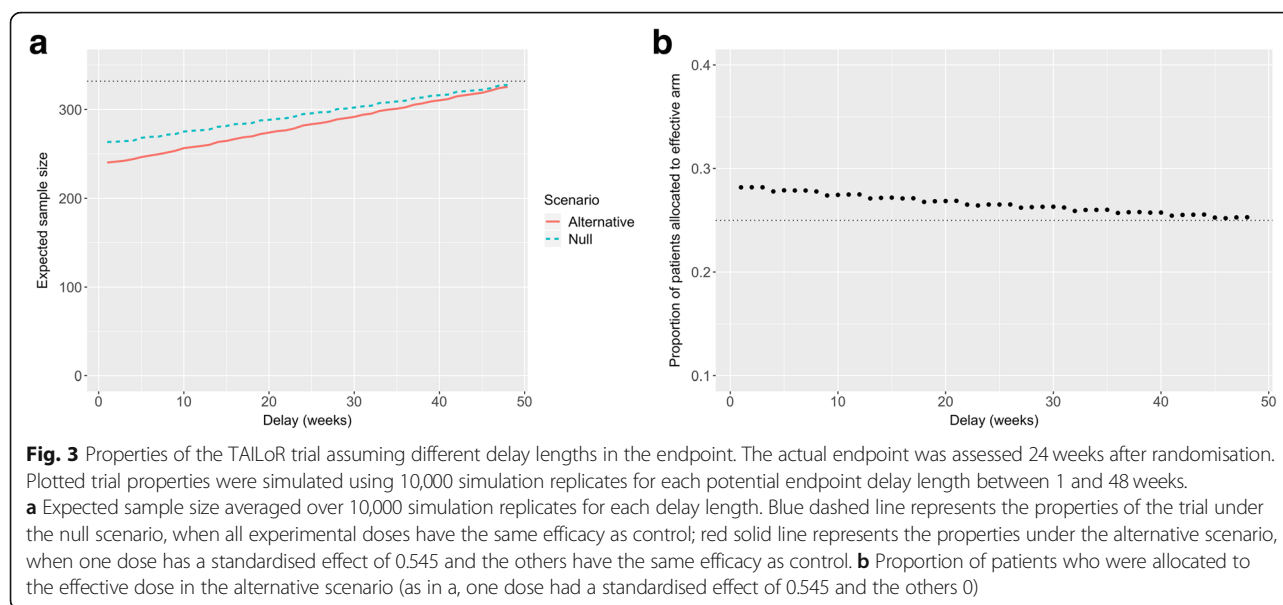 a
Expected sample size
300
200
100
0
0 10 20 30 40 50
Delay (weeks)
Scenario
Alternative
Null
b
Proportion of patients allocated to effective arm
0.4
0.3
0.2
0.1
0 10 20 30 40 50
Delay (weeks)
Fig. 3 Properties of the TAILoR trial assuming different delay lengths in the endpoint. The actual endpoint was assessed 24 weeks after randomisation.
Plotted trial properties were simulated using 10,000 simulation replicates for each potential endpoint delay length between 1 and 48 weeks.
a Expected sample size averaged over 10,000 simulation replicates for each delay length. Blue dashed line represents the properties of the trial under
the null scenario, when all experimental doses have the same efficacy as control; red solid line represents the properties under the alternative scenario,
when one dose has a standardised effect of 0.545 and the others have the same efficacy as control. b Proportion of patients who were allocated to
the effective dose in the alternative scenario (as in a, one dose had a standardised effect of 0.545 and the others 0)